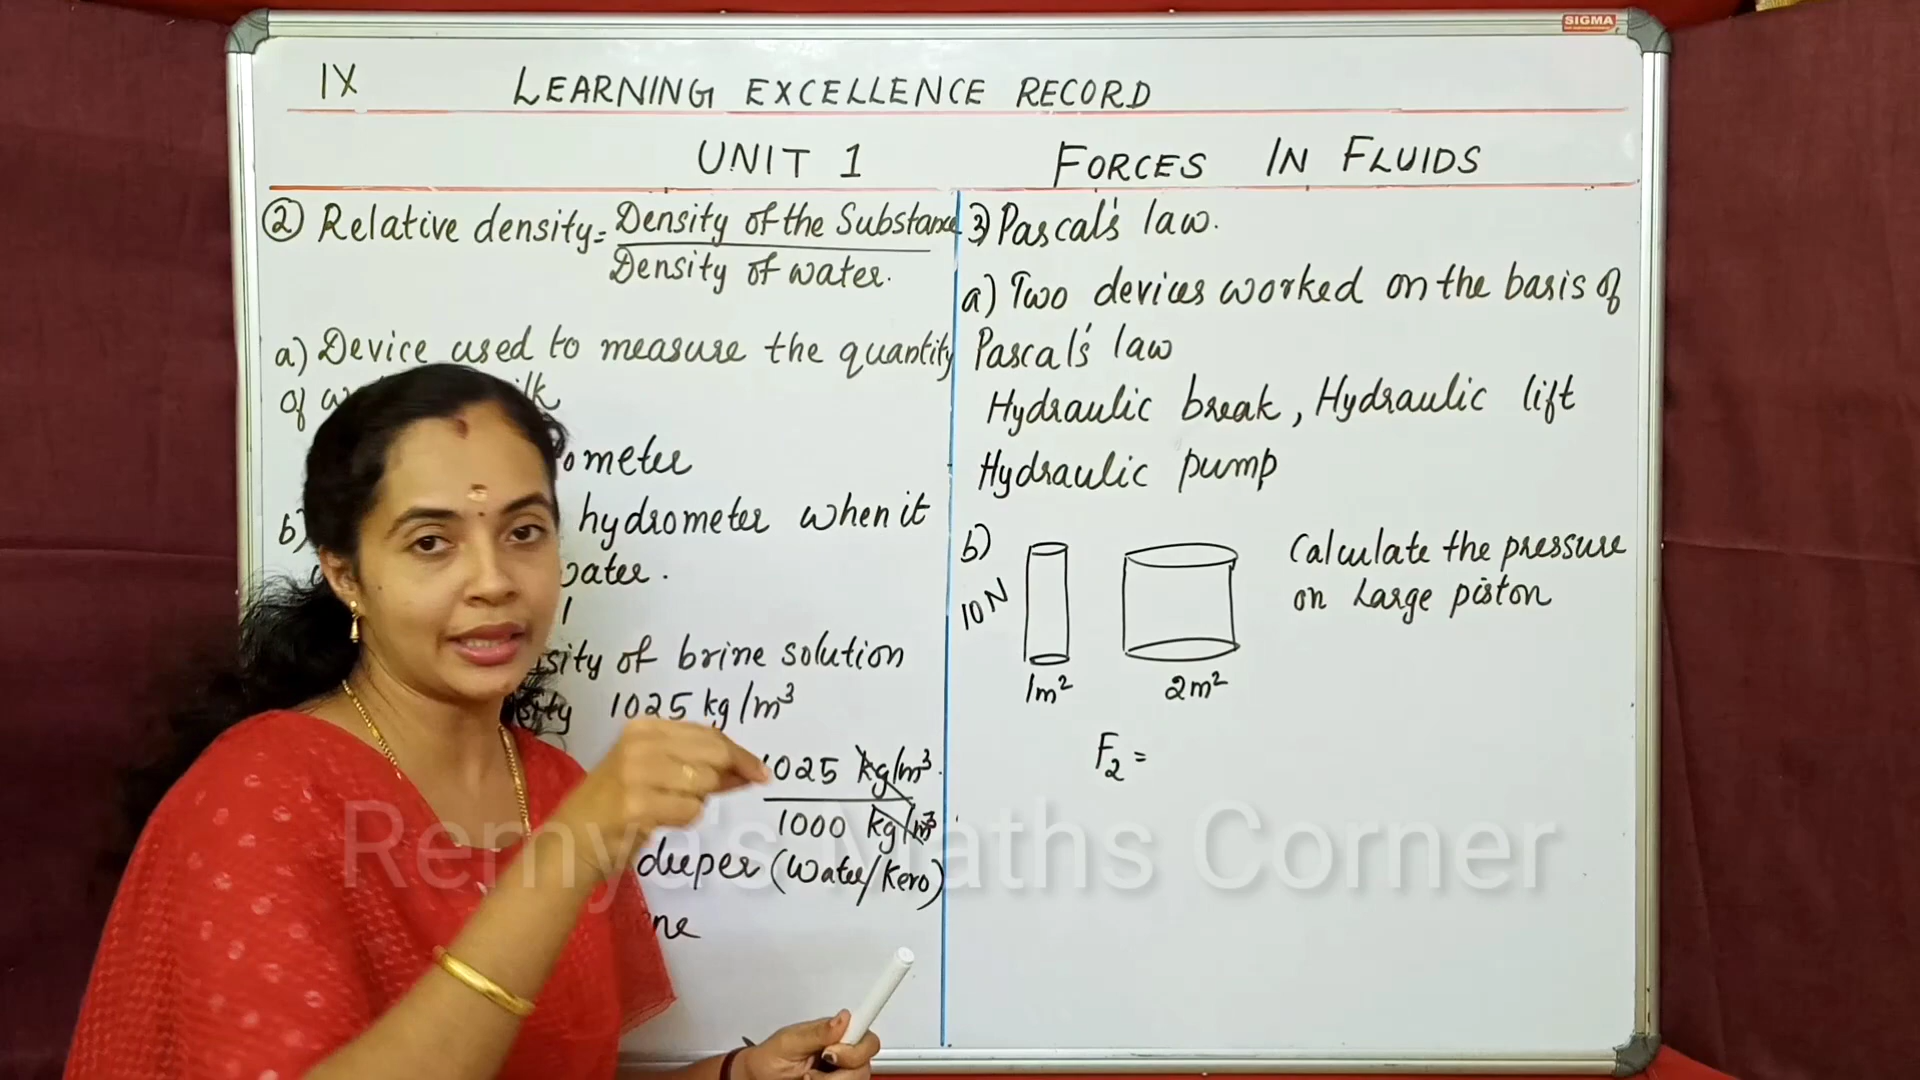 SIGMA
IX LEARNING EXCELLENCE RECORD
UNIT 1 FORCES IN FLUIDS
② Relative density = Density of the Substance
Density of water.
a) Device used to measure the quantity
of
ometer
b) hydrometer when it
water.
1
sity of brine solution
sity 1025 kg/m³
1025 kg/m³.
1000 kg/m³
deeper (Water/Kero)
ne
3) Pascal's law.
a) Two devices worked on the basis of
Pascal's law
Hydraulic break, Hydraulic lift
Hydraulic pump
b)
10N
1m²
2m²
Calculate the pressure
on Large piston
F₂ =
Remya's Maths Corner